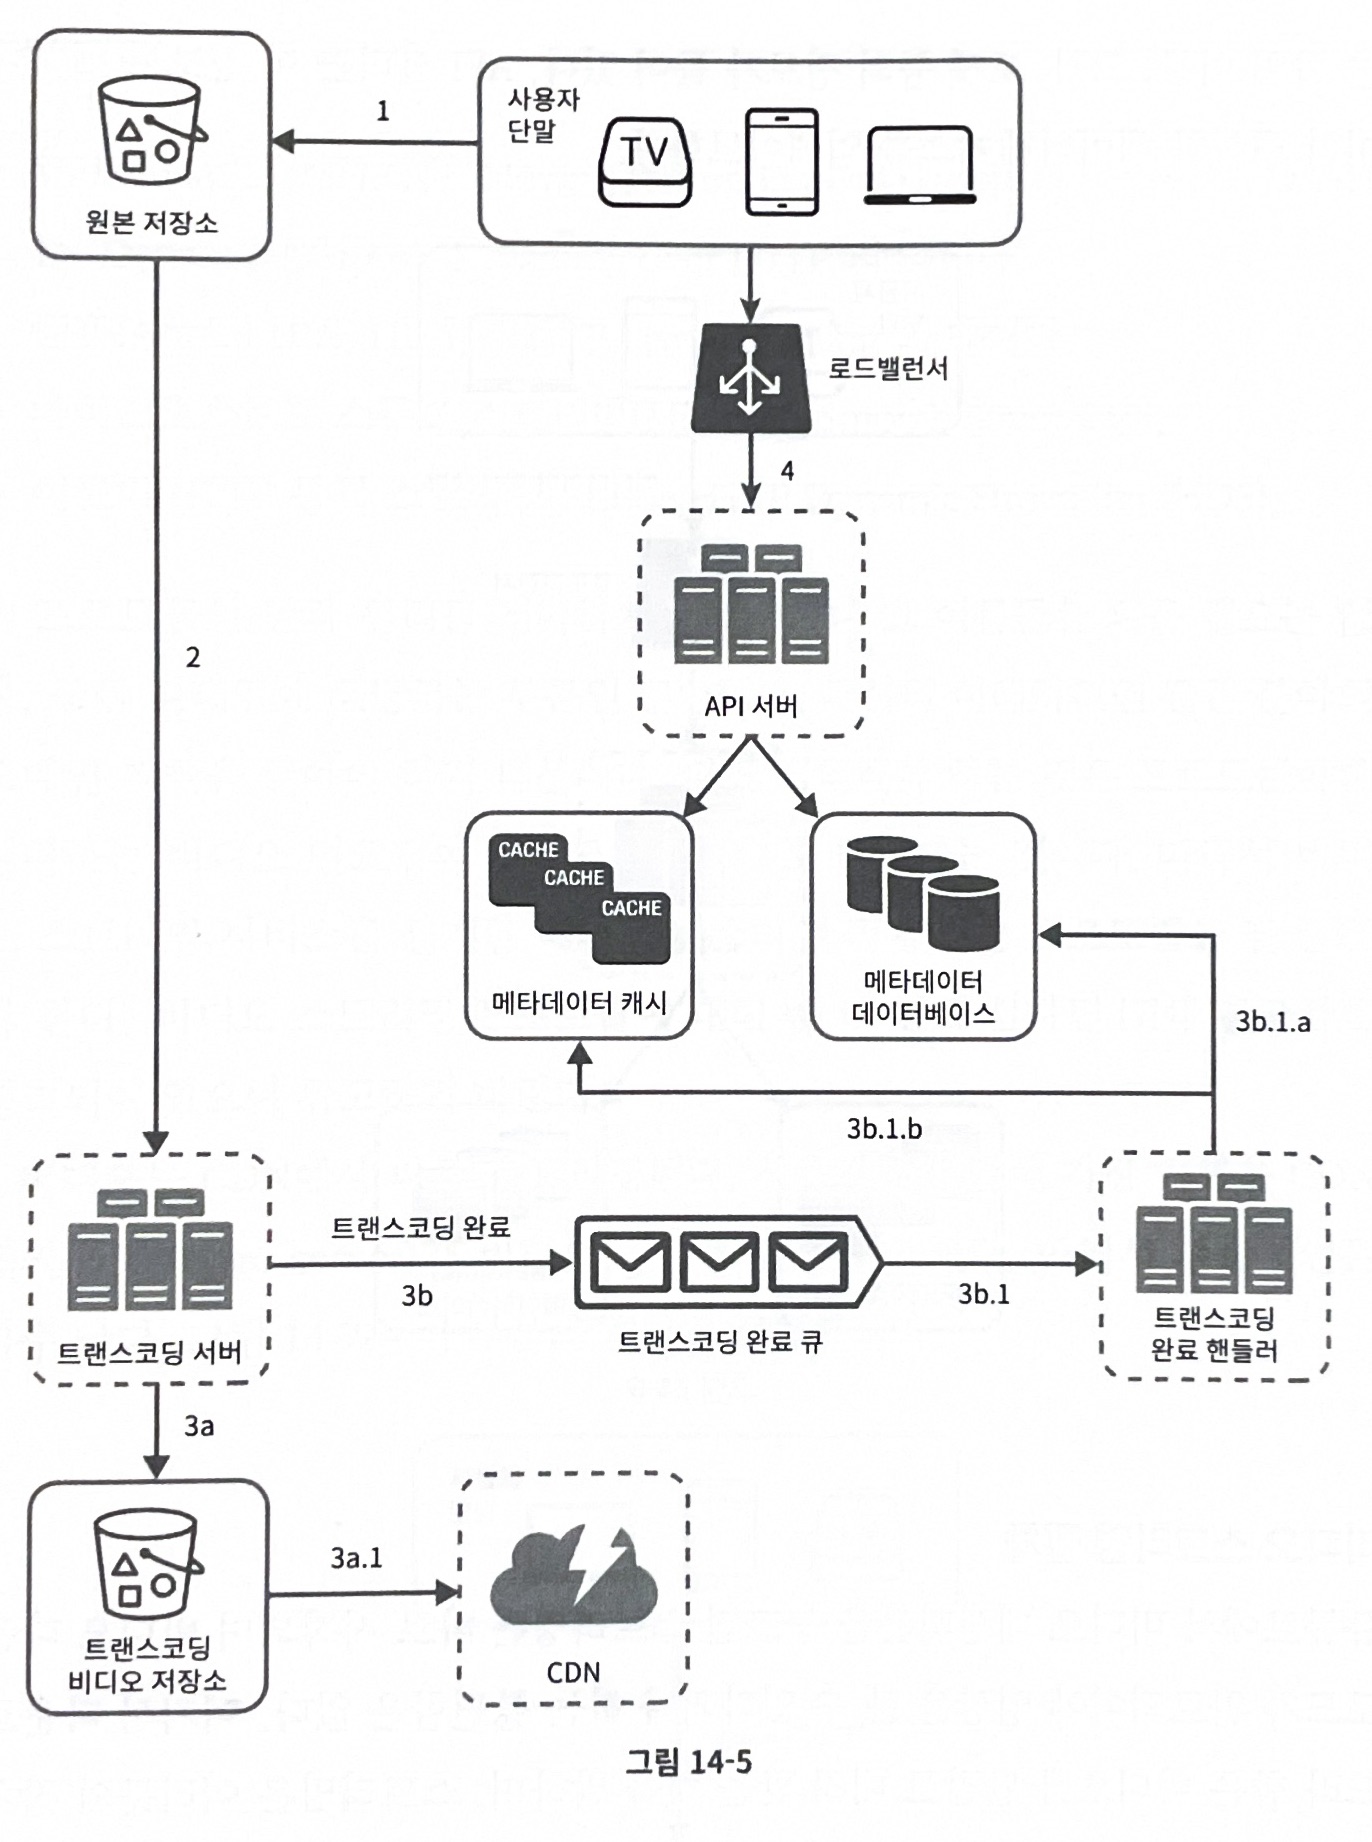 1
사용자
단말
TV
원본 저장소
로드밸런서
4
2
API 서버
CACHE
CACHE
CACHE
메타데이터 캐시
메타데이터
데이터베이스
3b.1.a
3b.1.b
트랜스코딩 완료
3b
3b.1
트랜스코딩 서버
트랜스코딩 완료 큐
트랜스코딩
완료 핸들러
3a
3a.1
트랜스코딩
비디오 저장소
CDN
그림 14-5